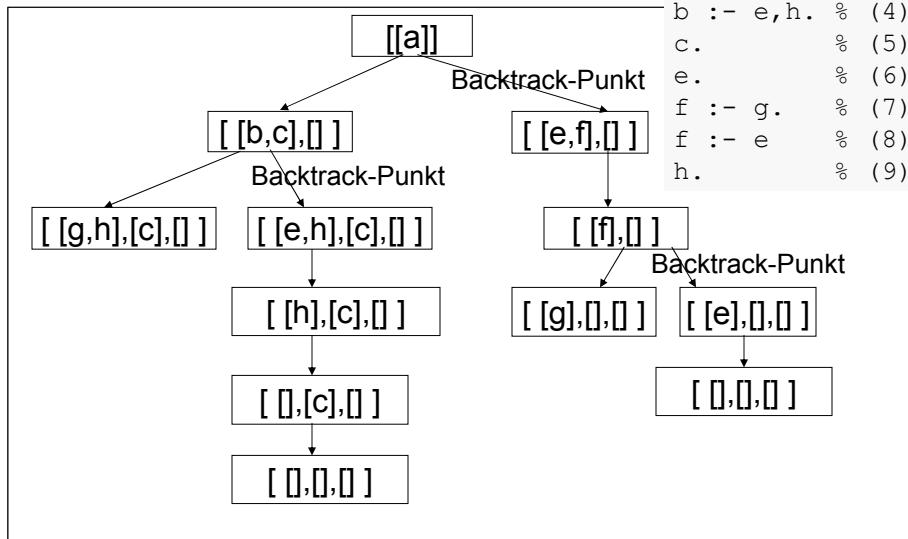 b :- e,h. % (4)
c. % (5)
e. % (6)
f :- g. % (7)
f :- e % (8)
h. % (9)
[[a]]
Backtrack-Punkt
[ [b,c],[] ]
[ [e,f],[] ]
Backtrack-Punkt
[ [g,h],[c],[] ]
[ [e,h],[c],[] ]
[ [f],[] ]
Backtrack-Punkt
[ [h],[c],[] ]
[ [g],[],[] ]
[ [e],[],[] ]
[ [],[c],[] ]
[ [],[],[] ]
[ [],[],[] ]